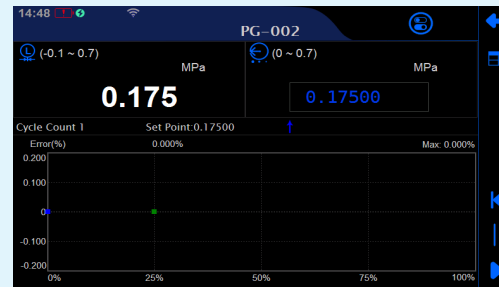 14:48
PG-002
L (-0.1 ~ 0.7)
MPa
0.175
(0 ~ 0.7)
MPa
0.17500
Cycle Count 1 Set Point:0.17500
Error(%) 0.000% Max: 0.000%
0.200
0.100
0
-0.100
-0.200
0% 25% 50% 75% 100%